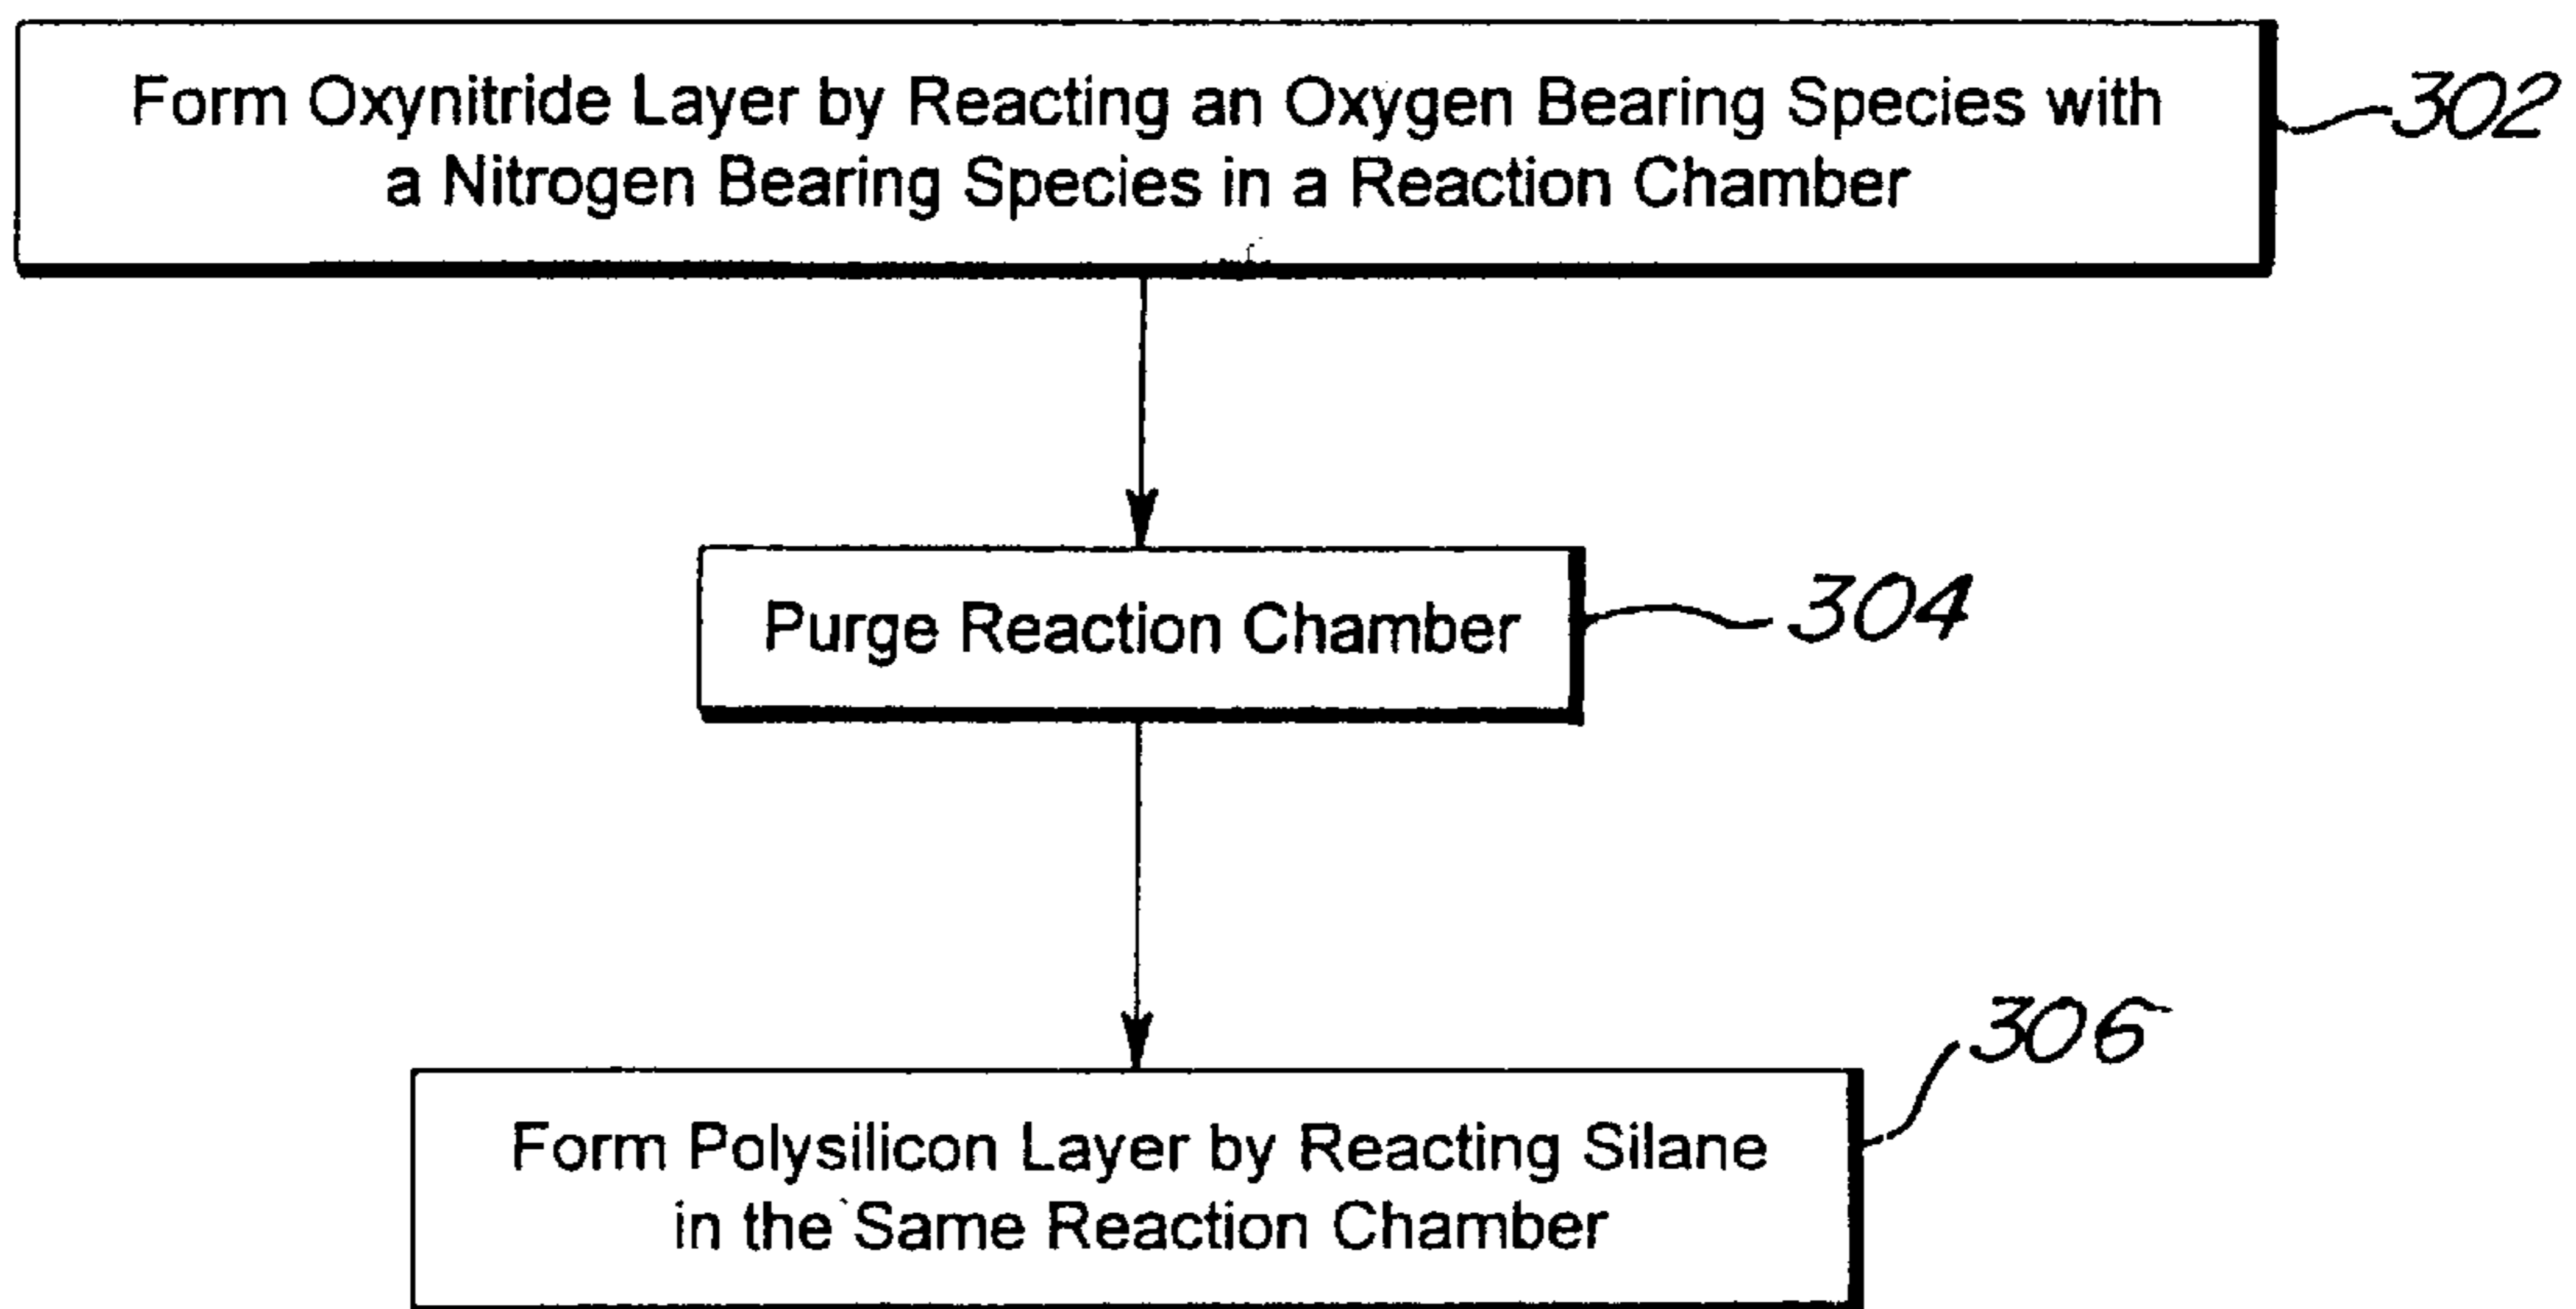 Form Oxynitride Layer by Reacting an Oxygen Bearing Species with
a Nitrogen Bearing Species in a Reaction Chamber
302
Purge Reaction Chamber
304
306
Form Polysilicon Layer by Reacting Silane
in the Same Reaction Chamber